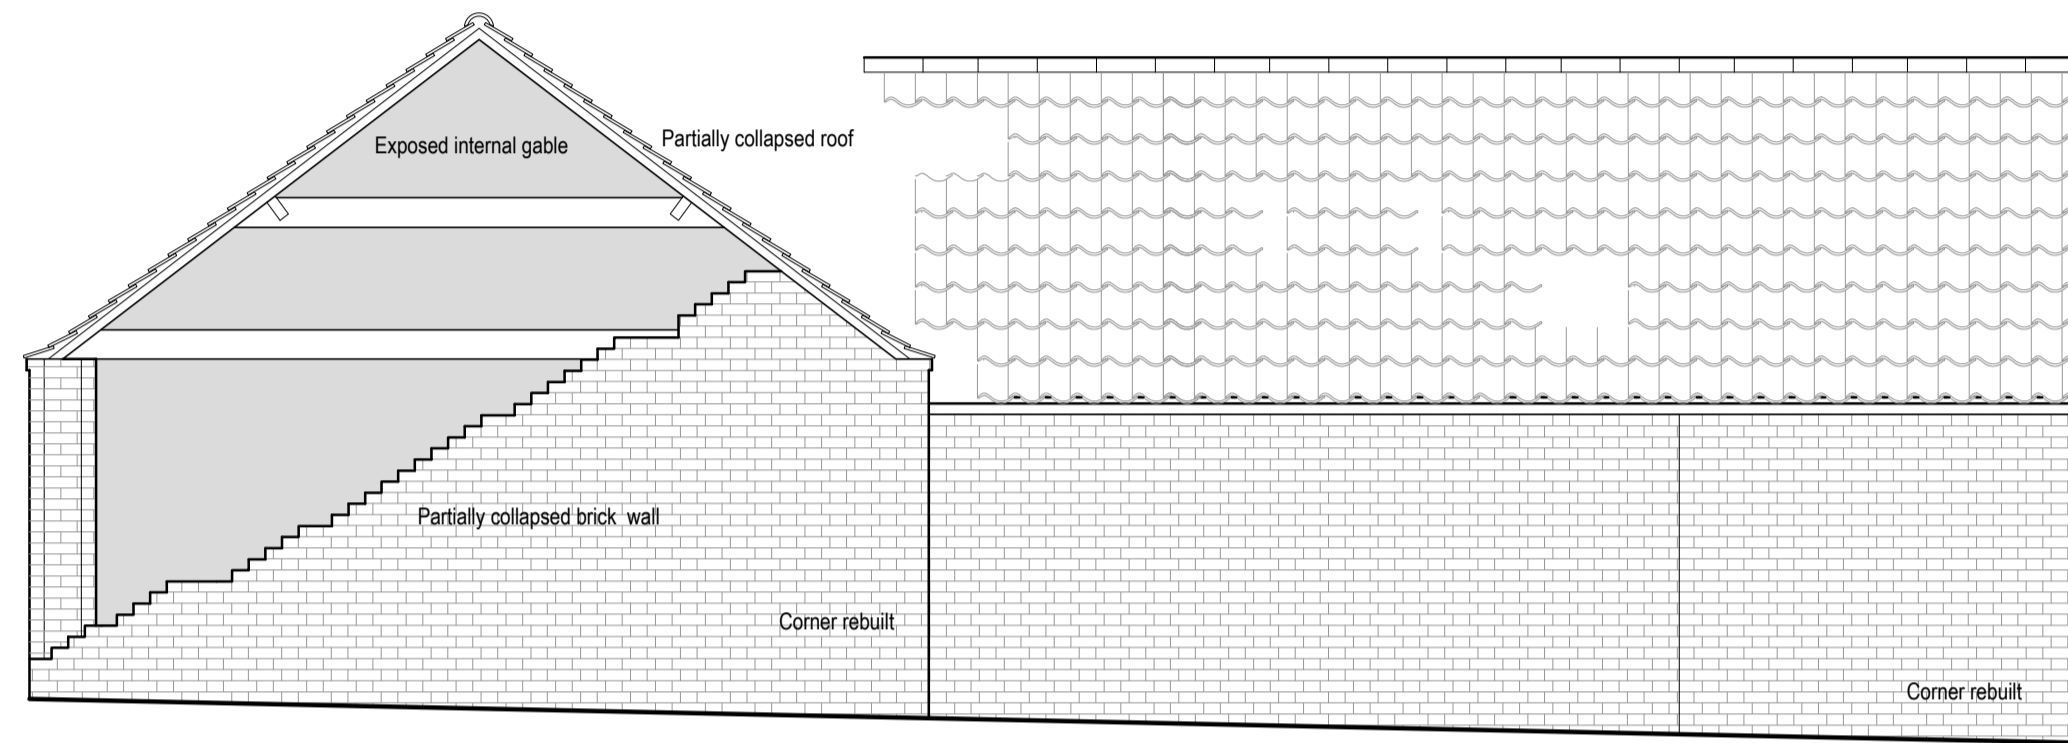 Partially collapsed roof
Exposed internal gable
Partially collapsed brick wall
Corner rebuilt
Corner rebuilt